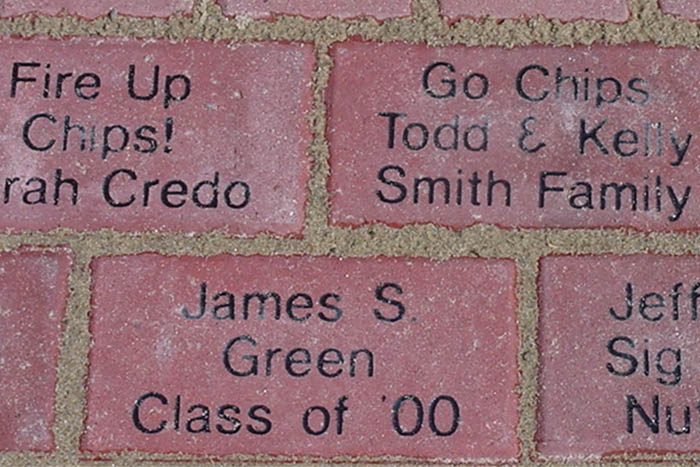 Fire Up
Chips!
rah Credo
Go Chips
Todd & Kelly
Smith Family
James S.
Green
Class of '00
Jeff
Sig
Nu